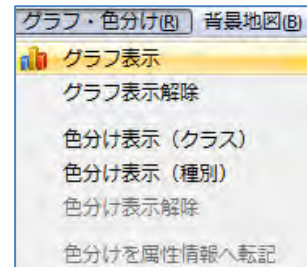 グラフ・色分け(R) 背景地図(B)
グラフ表示
グラフ表示解除
色分け表示（クラス）
色分け表示（種別）
色分け表示解除
色分けを属性情報へ転記